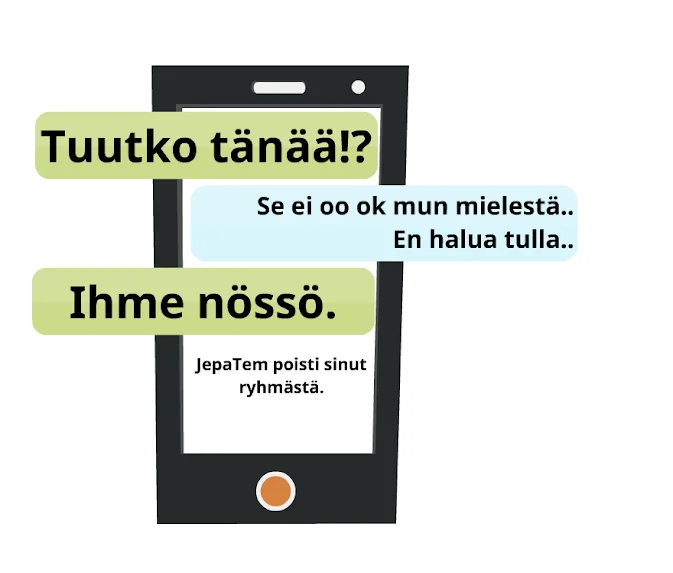 Tuutko tänää!?
Se ei oo ok mun mielestä..
En halua tulla..
Ihme nössö.
JepaTem poisti sinut
ryhmästä.